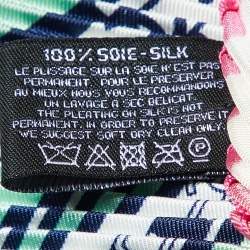 100% SOIE-SILK
LE PLISSAGE SUR LA SOIE N'EST PAS
PERMANENT. POUR LE PRESERVER
AU MIEUX NOUS VOUS RECOMMANDONS
UN LAVAGE A SEC DELICAT.
THE PLEATING ON SILK IS NOT
PERMANENT, IN ORDER TO PRESERVE IT
WE SUGGEST SOFT DRY CLEAN ONLY.
P